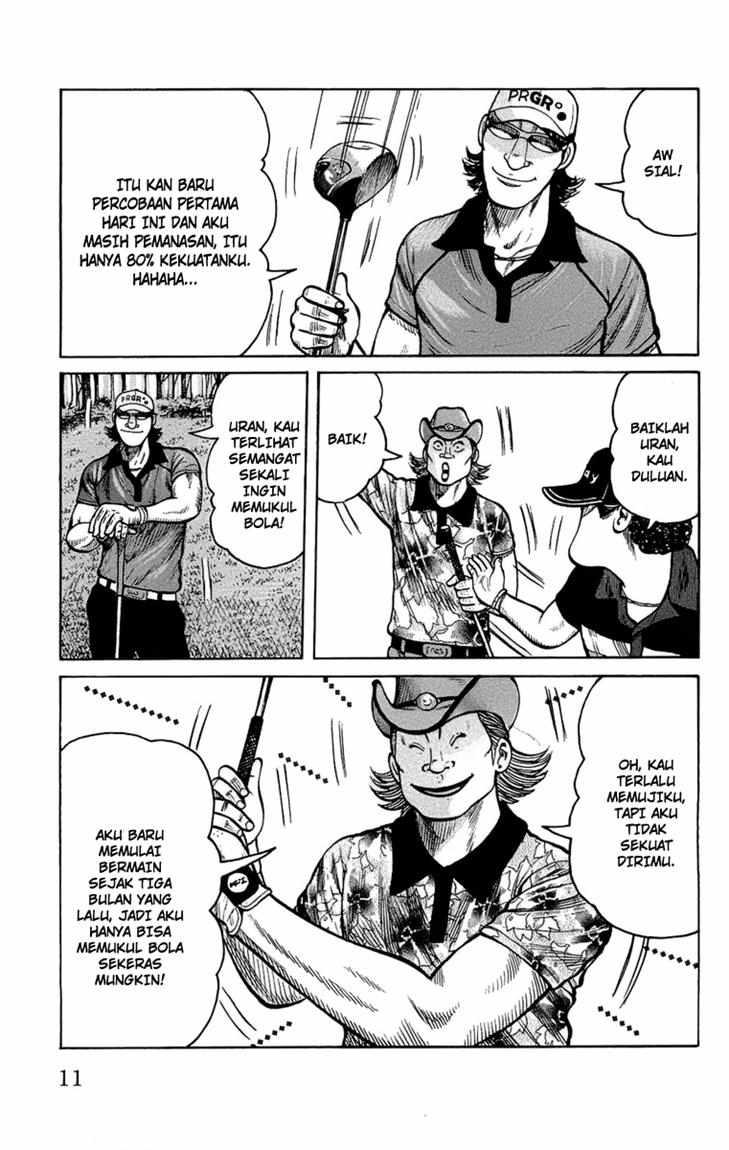 PRGR
AW
SIAL!
ITU KAN BARU
PERCOBAAN PERTAMA
HARI INI DAN AKU
MASIH PEMANASAN, ITU
HANYA 80% KEKUATANKU.
HAHAHA...
BAIKLAH
URAN,
KAU
DULUAN.
BAIK!
URAN, KAU
TERLIHAT
SEMANGAT
SEKALI
INGIN
MEMUKUL
BOLA!
PRGR
OH, KAU
TERLALU
MEMUJIKU,
TAPI AKU
TIDAK
SEKUAT
DIRIMU.
AKU BARU
MEMULAI
BERMAIN
SEJAK TIGA
BULAN YANG
LALU, JADI AKU
HANYA BISA
MEMUKUL BOLA
SEKERAS
MUNGKIN!
11